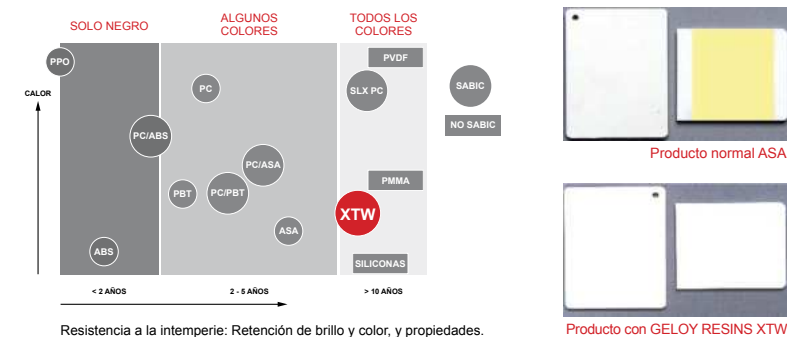 SOLO NEGRO
ALGUNOS
COLORES
TODOS LOS
COLORES
PPO
PVDF
CALOR
PC
SLX PC
SABIC
NO SABIC
PC/ABS
PC/ASA
PBT
PC/PBT
PMMA
XTW
ASA
ABS
SILICONAS
< 2 AÑOS
2 - 5 AÑOS
> 10 AÑOS
Resistencia a la intemperie: Retención de brillo y color, y propiedades.
Producto normal ASA
Producto con GELOY RESINS XTW